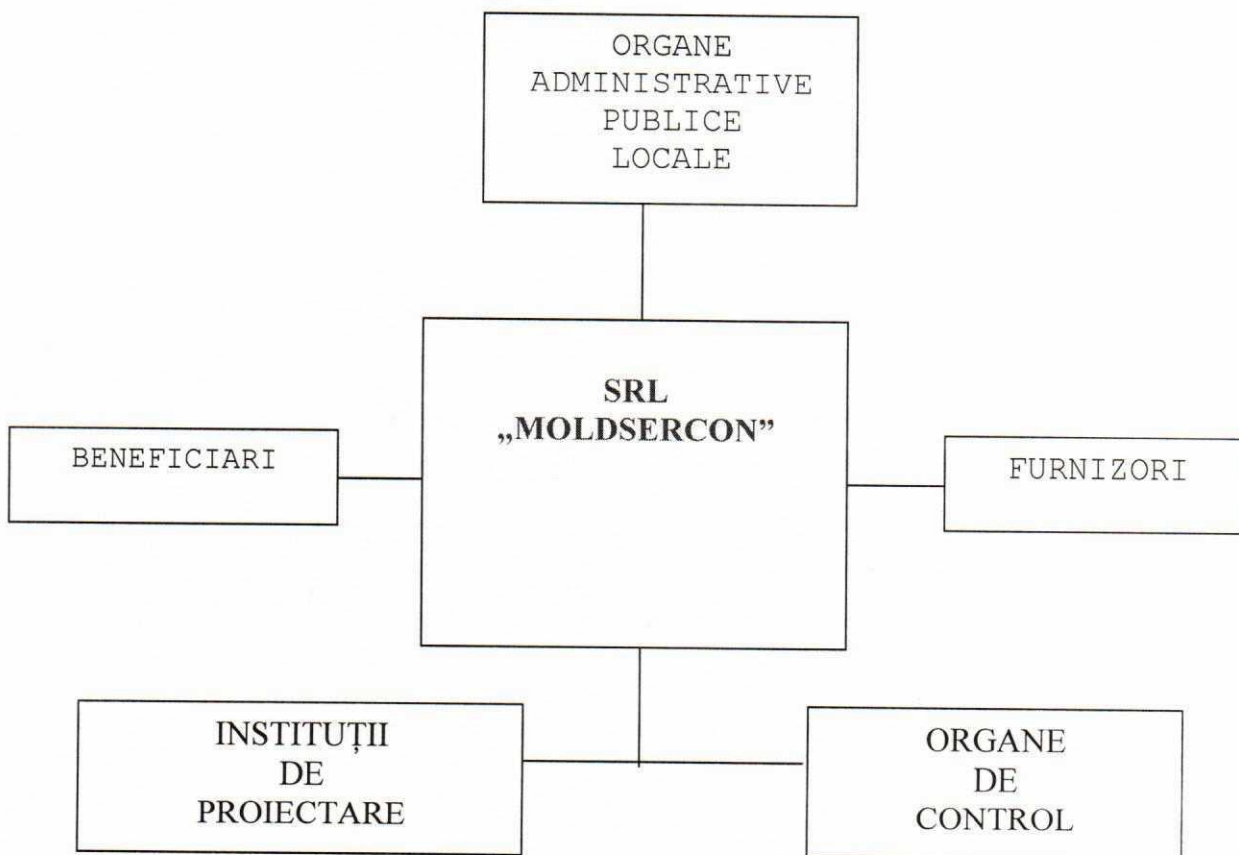 ORGANE
ADMINISTRATIVE
PUBLICE
LOCALE
SRL
„MOLDSERCON”
BENEFICIARI
FURNIZORI
INSTITUȚII
DE
PROIECTARE
ORGANE
DE
CONTROL